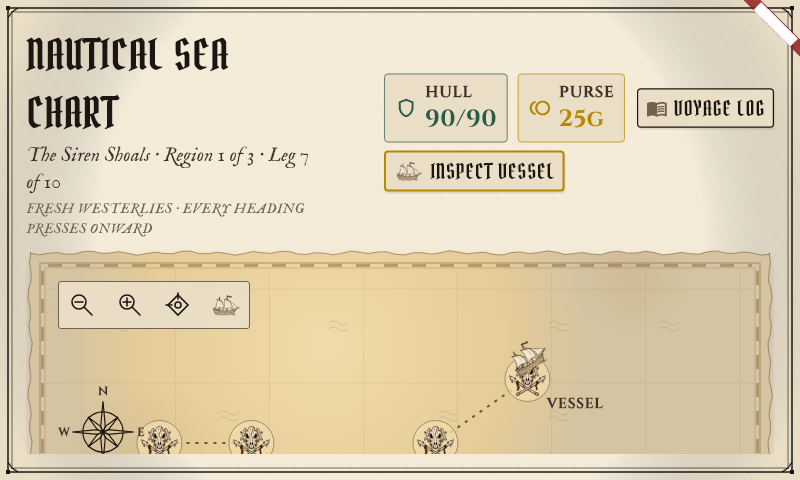 NAUTICAL SEA
CHART
The Siren Shoals · Region 1 of 3 · Leg 7
of 10
FRESH WESTERLIES · EVERY HEADING
PRESSES ONWARD
HULL
90/90
PURSE
25G
VOYAGE LOG
INSPECT VESSEL
VESSEL
N
W
E